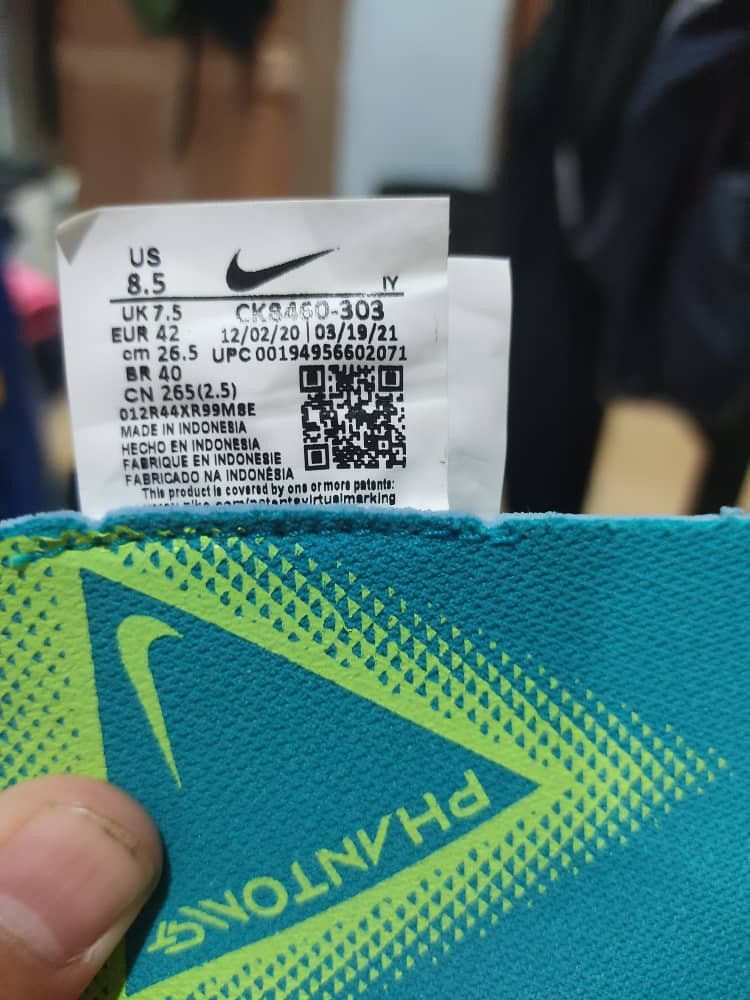 US
8.5
IY
UK 7.5 CK8460-303
EUR 42 12/02/20 | 03/19/21
cm 26.5 UPC 00194956602071
BR 40
CN 265(2.5)
012R44XR99M8E
MADE IN INDONESIA
HECHO EN INDONESIA
FABRIQUE EN INDONESIE
FABRICADO NA INDONÉSIA
This product is covered by one or more patents:
PHANTOM